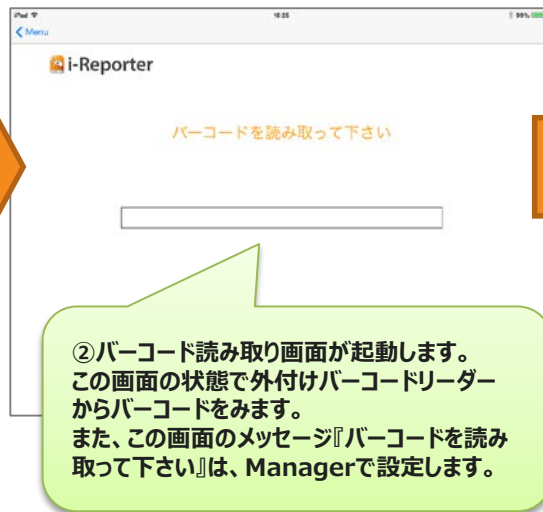 iPad 16:25 99%
Menu
i-Reporter
バーコードを読み取って下さい
②バーコード読み取り画面が起動します。
この画面の状態で外付けバーコードリーダー
からバーコードをみます。
また、この画面のメッセージ『バーコードを読み
取って下さい』は、Managerで設定します。